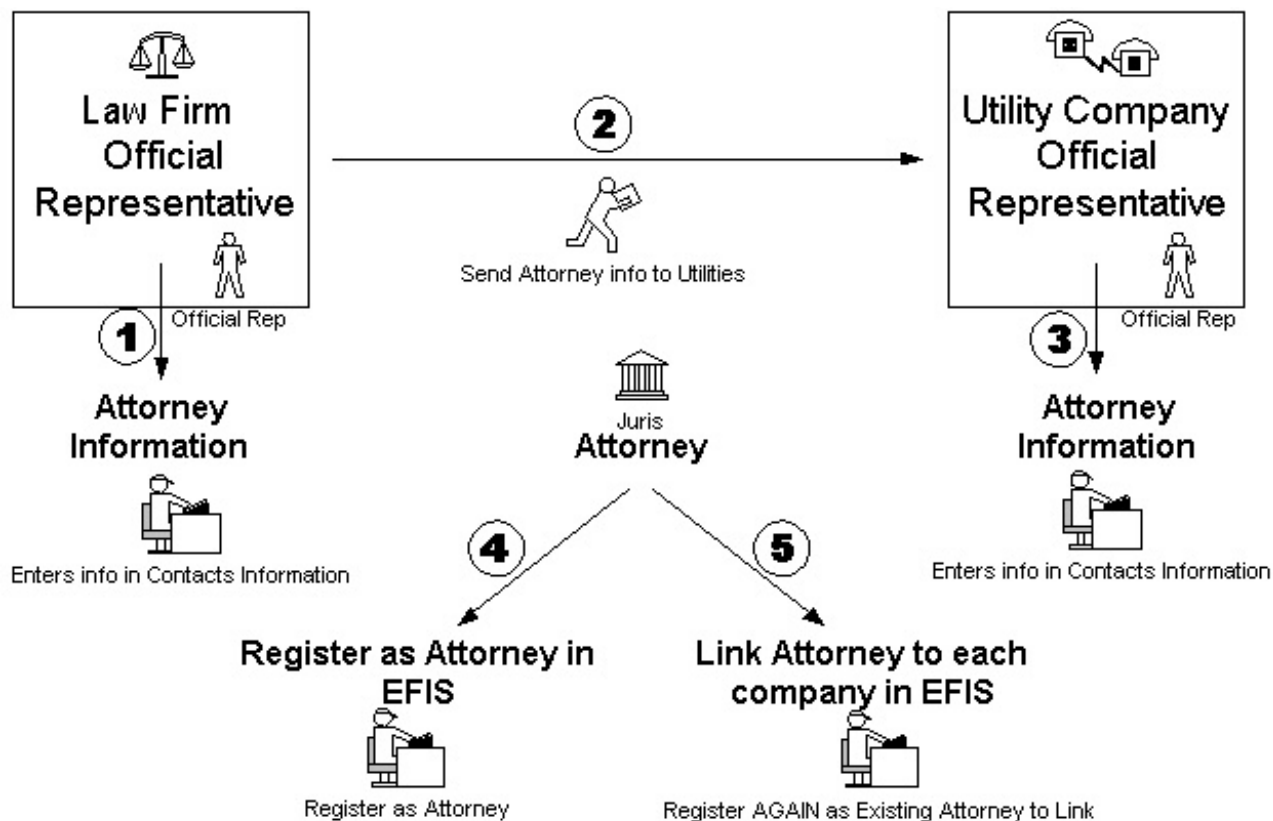 Law Firm
Official
Representative
Official Rep
1
Attorney
Information
Enters info in Contacts Information
2
Send Attorney info to Utilities
Utility Company
Official
Representative
Official Rep
3
Attorney
Information
Enters info in Contacts Information
Juris
Attorney
4
Register as Attorney in
EFIS
Register as Attorney
5
Link Attorney to each
company in EFIS
Register AGAIN as Existing Attorney to Link